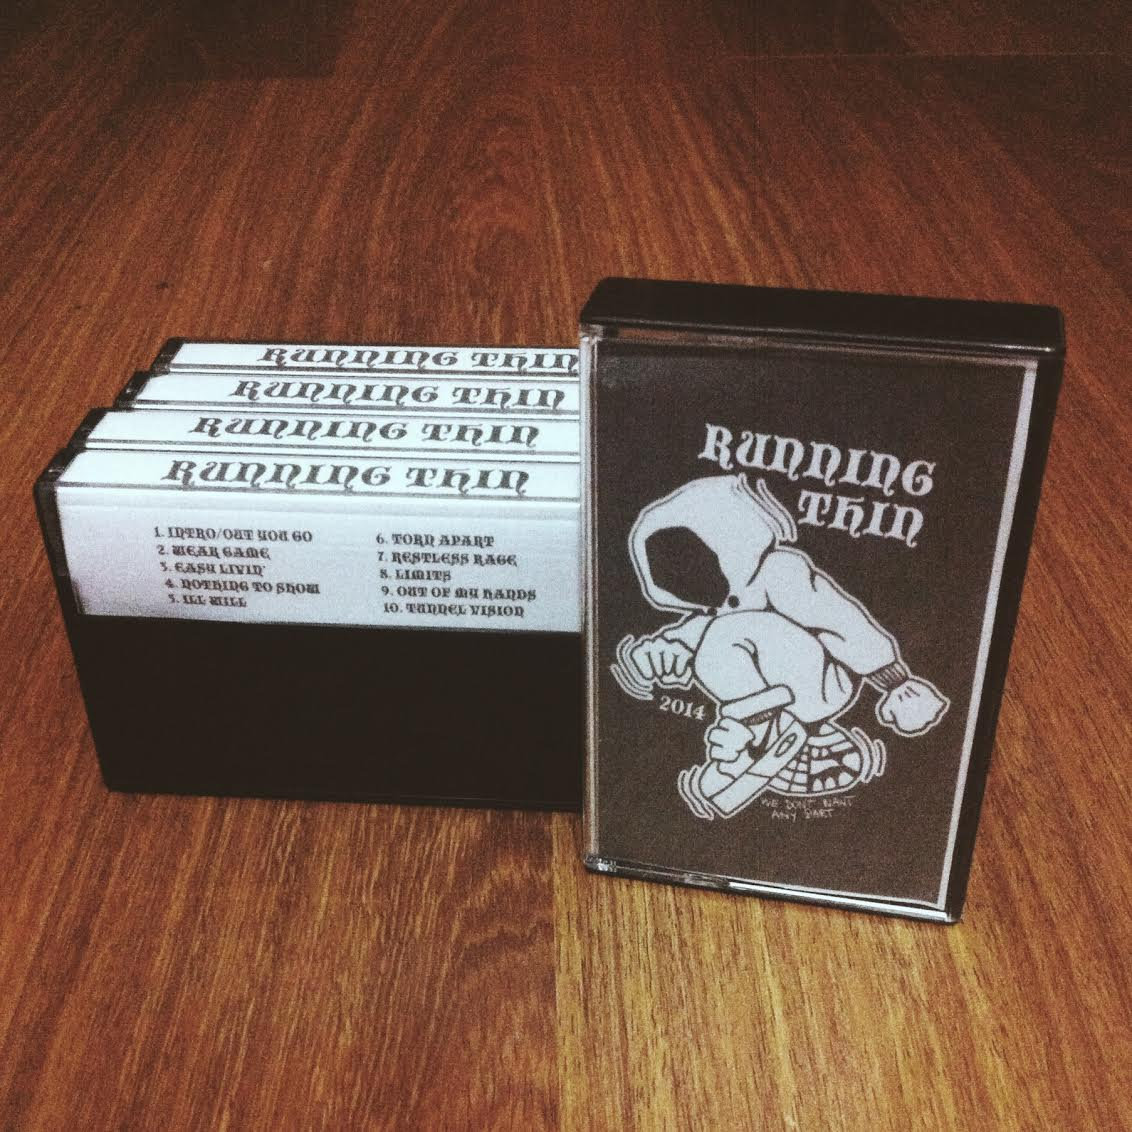 RUNNING THIN
RUNNING THIN
RUNNING THIN
RUNNING THIN
1. INTRO/OUT YOU GO
2. WEAK GAME
3. EASY LIVIN'
4. NOTHING TO SHOW
5. ILL WILL
6. TORN APART
7. RESTLESS RAGE
8. LIMITS
9. OUT OF MY HANDS
10. TUNNEL VISION
RUNNING
THIN
2014
WE DON'T WANT
ANY PART